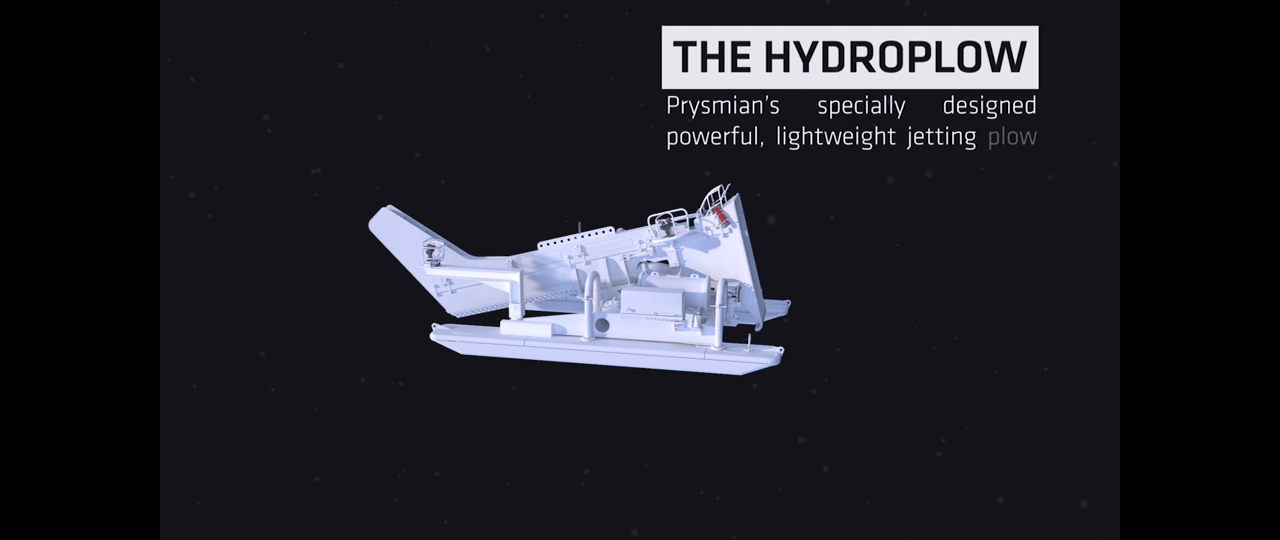 THE HYDROPLOW
Prysmian's specially designed
powerful, lightweight jetting plow